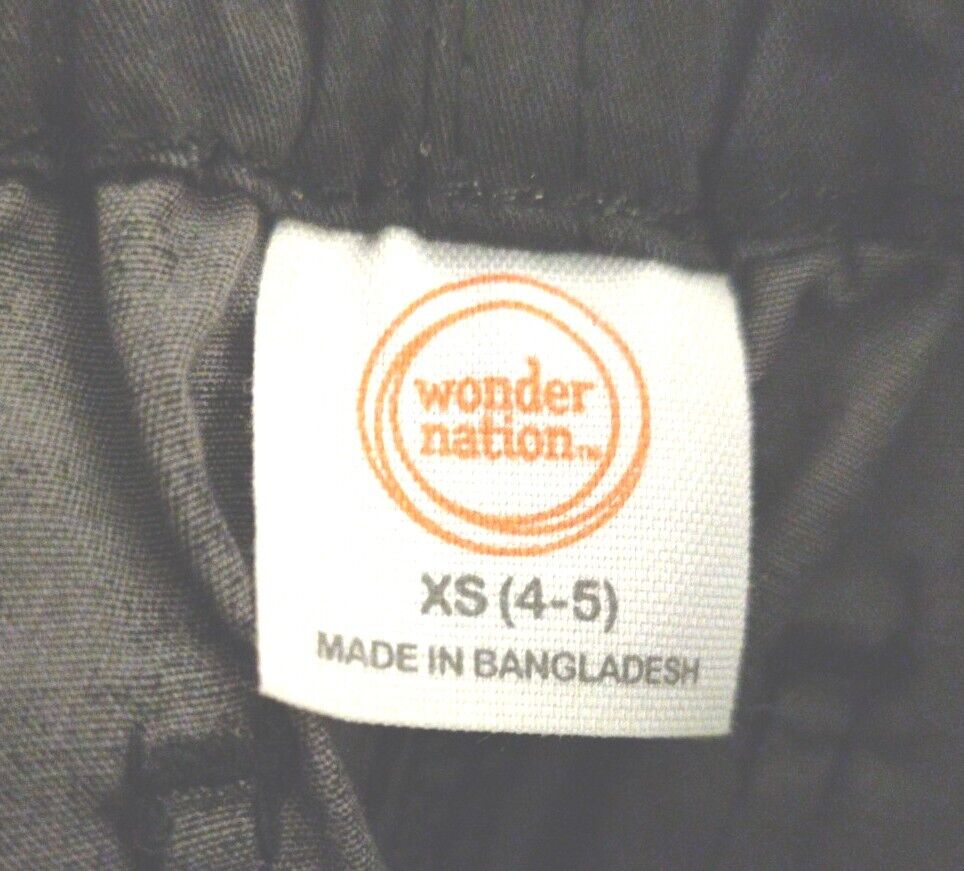 wonder
nation™
XS (4-5)
MADE IN BANGLADESH